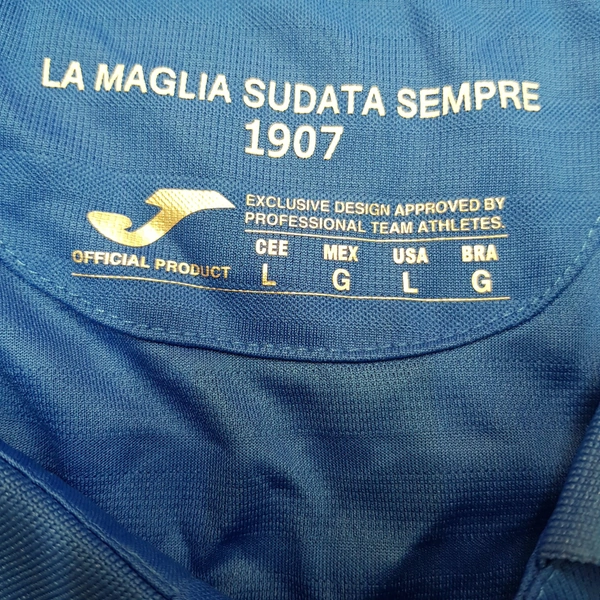 LA MAGLIA SUDATA SEMPRE
1907
EXCLUSIVE DESIGN APPROVED BY
PROFESSIONAL TEAM ATHLETES.
OFFICIAL PRODUCT
CEE MEX USA BRA
L G L G